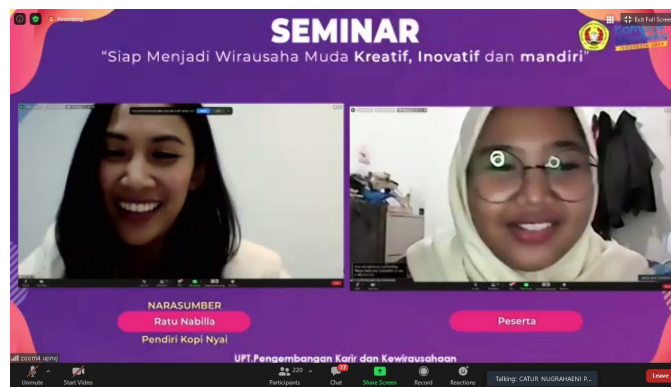 Recording
Exit Full Screen
SEMINAR
"Siap Menjadi Wirausaha Muda Kreatif, Inovatif dan mandiri"
NARASUMBER
Ratu Nabilla
Pendiri Kopi Nyai
Peserta
UPT.Pengembangan Karir dan Kewirausahaan
zoom4 upnvj
Unmute
Start Video
220
Participants
17
Chat
Share Screen
Record
Reactions
Talking: CATUR NUGRAHAENI P...
Leave